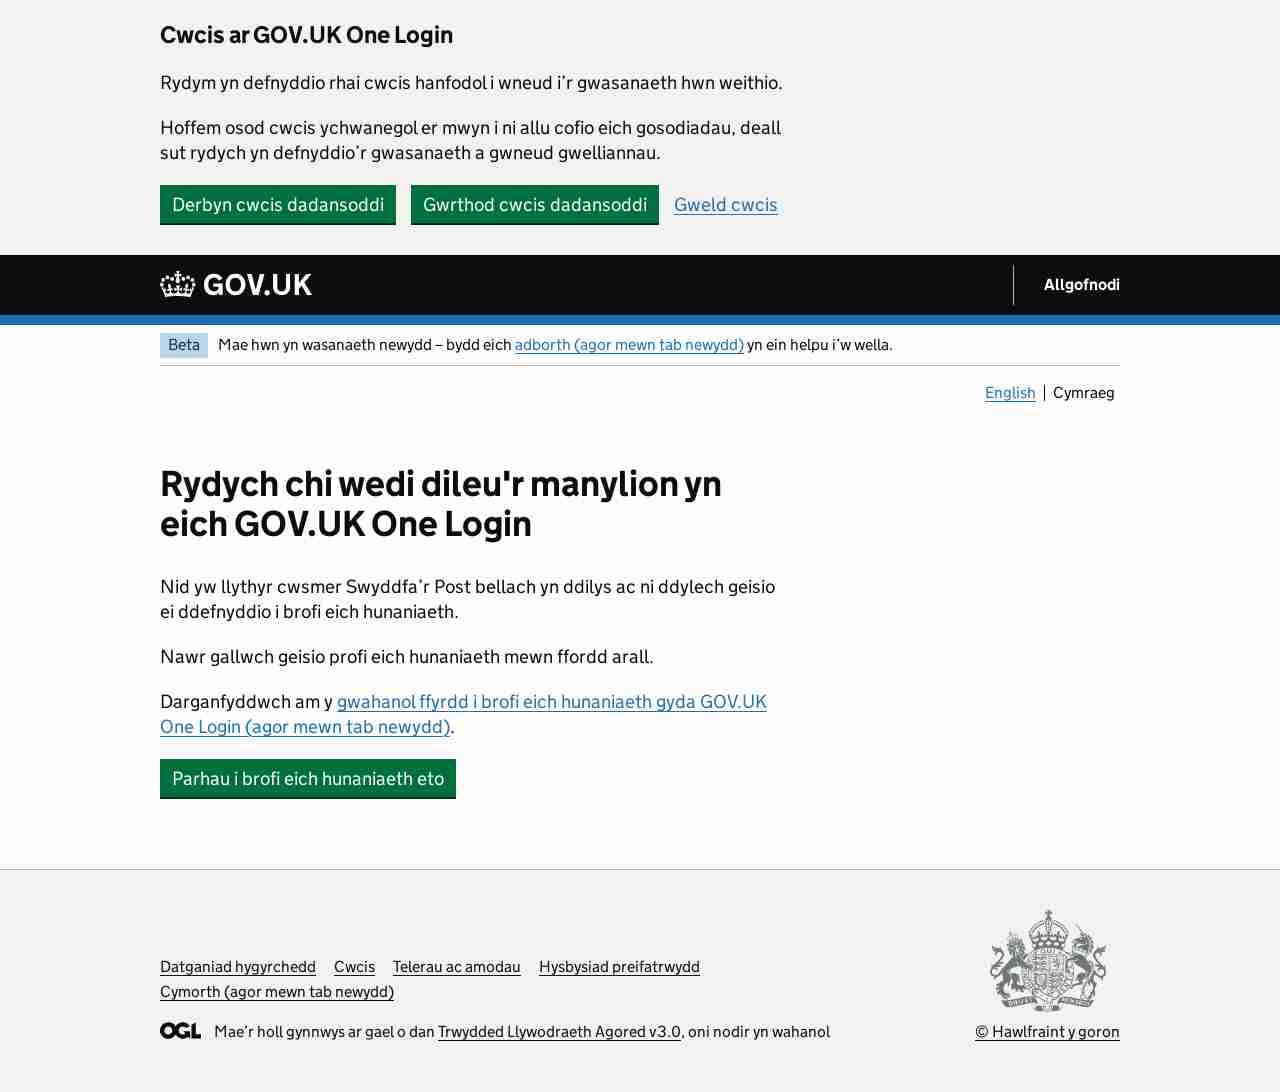 Cwcis ar GOV.UK One Login
Rydym yn defnyddio rhai cwcis hanfodol i wneud i’r gwasanaeth hwn weithio.
Hoffem osod cwcis ychwanegol er mwyn i ni allu cofio eich gosodiadau, deall
sut rydych yn defnyddio’r gwasanaeth a gwneud gwelliannau.
Derbyn cwcis dadansoddi Gwrthod cwcis dadansoddi Gweld cwcis
GOV.UK Allgofnodi
Beta Mae hwn yn wasanaeth newydd – bydd eich adborth (agor mewn tab newydd) yn ein helpu i’w wella.
English Cymraeg
Rydych chi wedi dileu'r manylion yn
eich GOV.UK One Login
Nid yw llythyr cwsmer Swyddfa’r Post bellach yn ddilys ac ni ddylech geisio
ei ddefnyddio i brofi eich hunaniaeth.
Nawr gallwch geisio profi eich hunaniaeth mewn ffordd arall.
Darganfyddwch am y gwahanol ffyrdd i brofi eich hunaniaeth gyda GOV.UK
One Login (agor mewn tab newydd).
Parhau i brofi eich hunaniaeth eto
Datganiad hygyrchedd Cwcis Telerau ac amodau Hysbysiad preifatrwydd
Cymorth (agor mewn tab newydd)
OGL Mae’r holl gynnwys ar gael o dan Trwydded Llywodraeth Agored v3.0, oni nodir yn wahanol
© Hawlfraint y goron